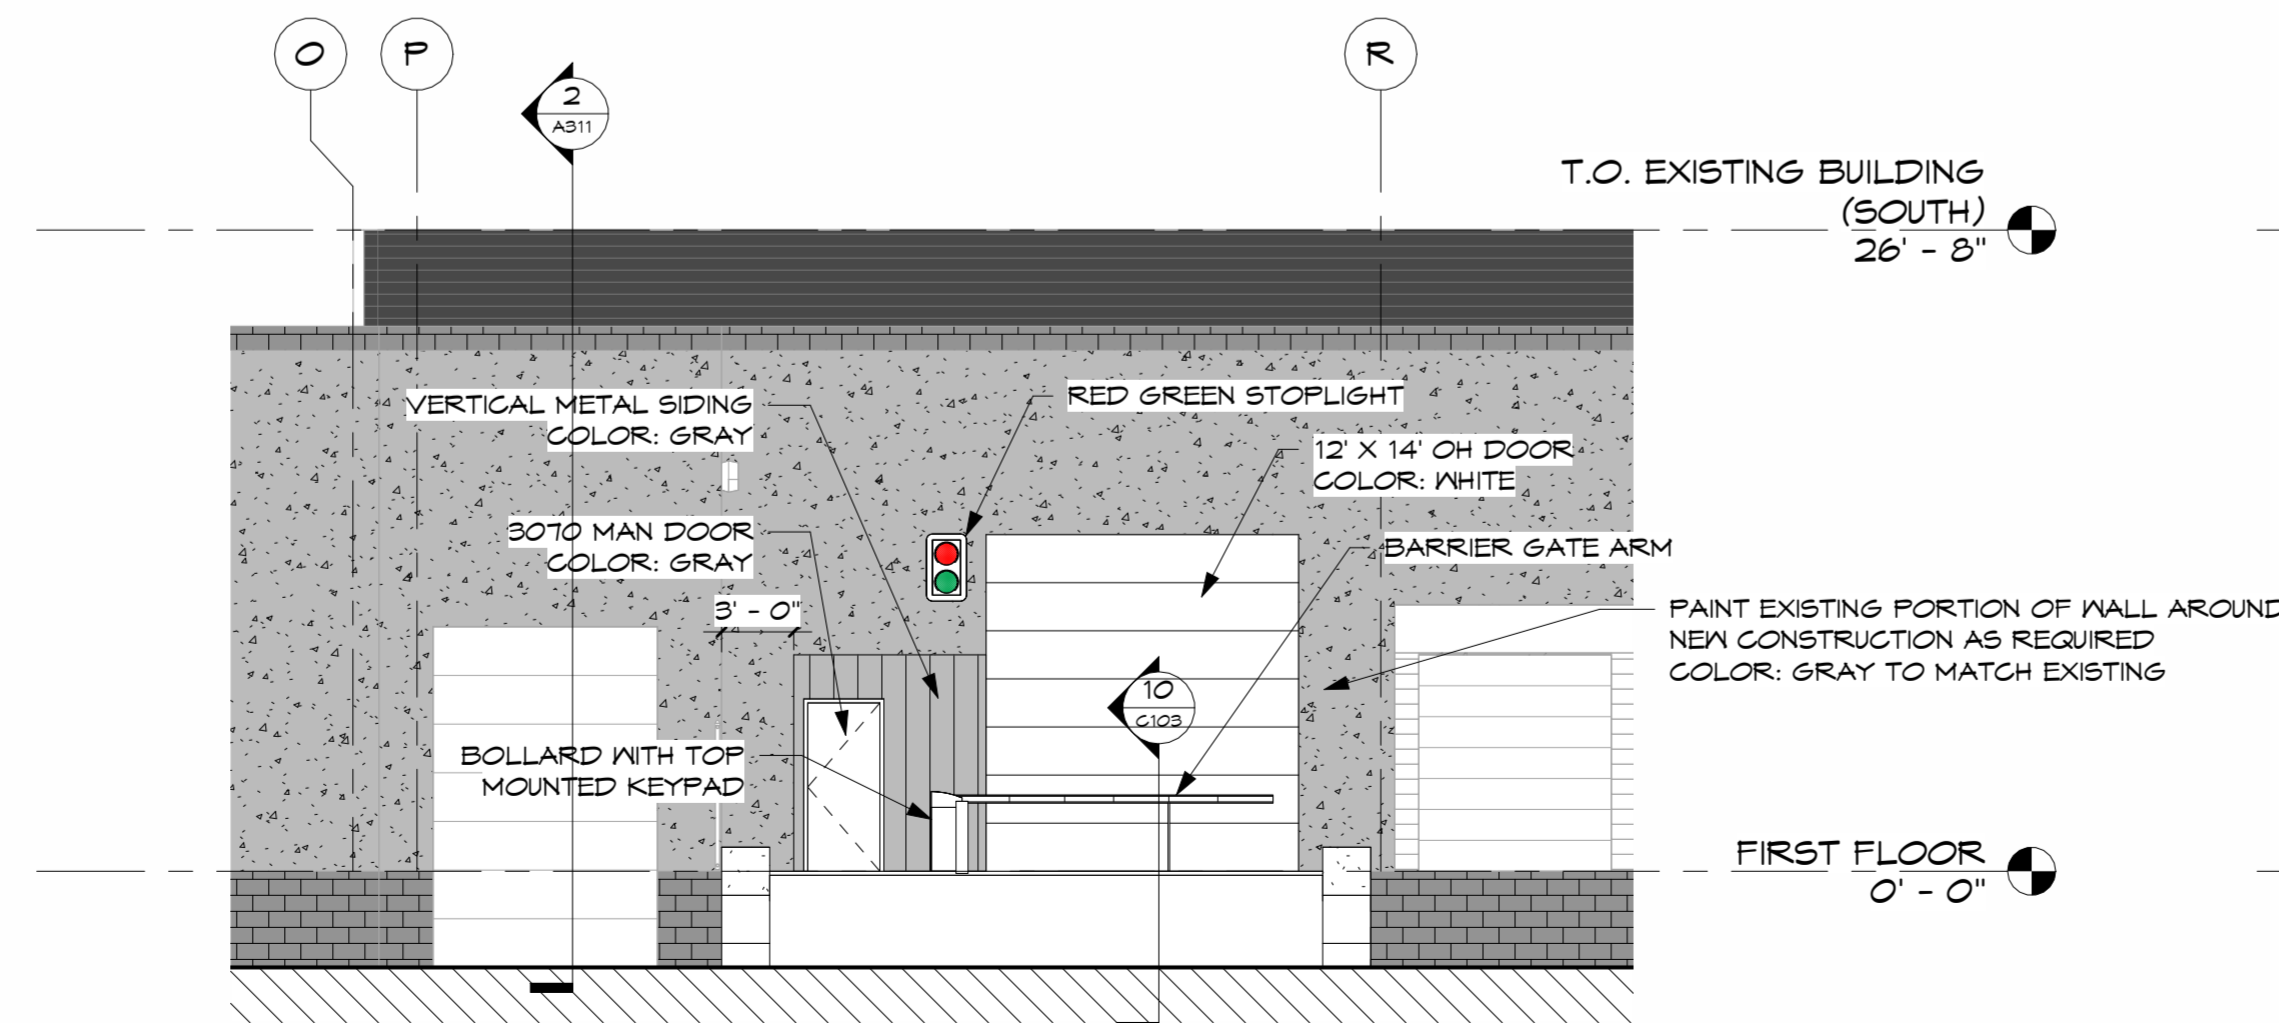 O
P
R
2
A311
T.O. EXISTING BUILDING
(SOUTH)
26' - 8"
VERTICAL METAL SIDING
COLOR: GRAY
RED GREEN STOPLIGHT
12' X 14' OH DOOR
COLOR: WHITE
3070 MAN DOOR
COLOR: GRAY
BARRIER GATE ARM
3' - 0"
PAINT EXISTING PORTION OF WALL AROUND
NEW CONSTRUCTION AS REQUIRED
COLOR: GRAY TO MATCH EXISTING
10
C103
BOLLARD WITH TOP
MOUNTED KEYPAD
FIRST FLOOR
0' - 0"